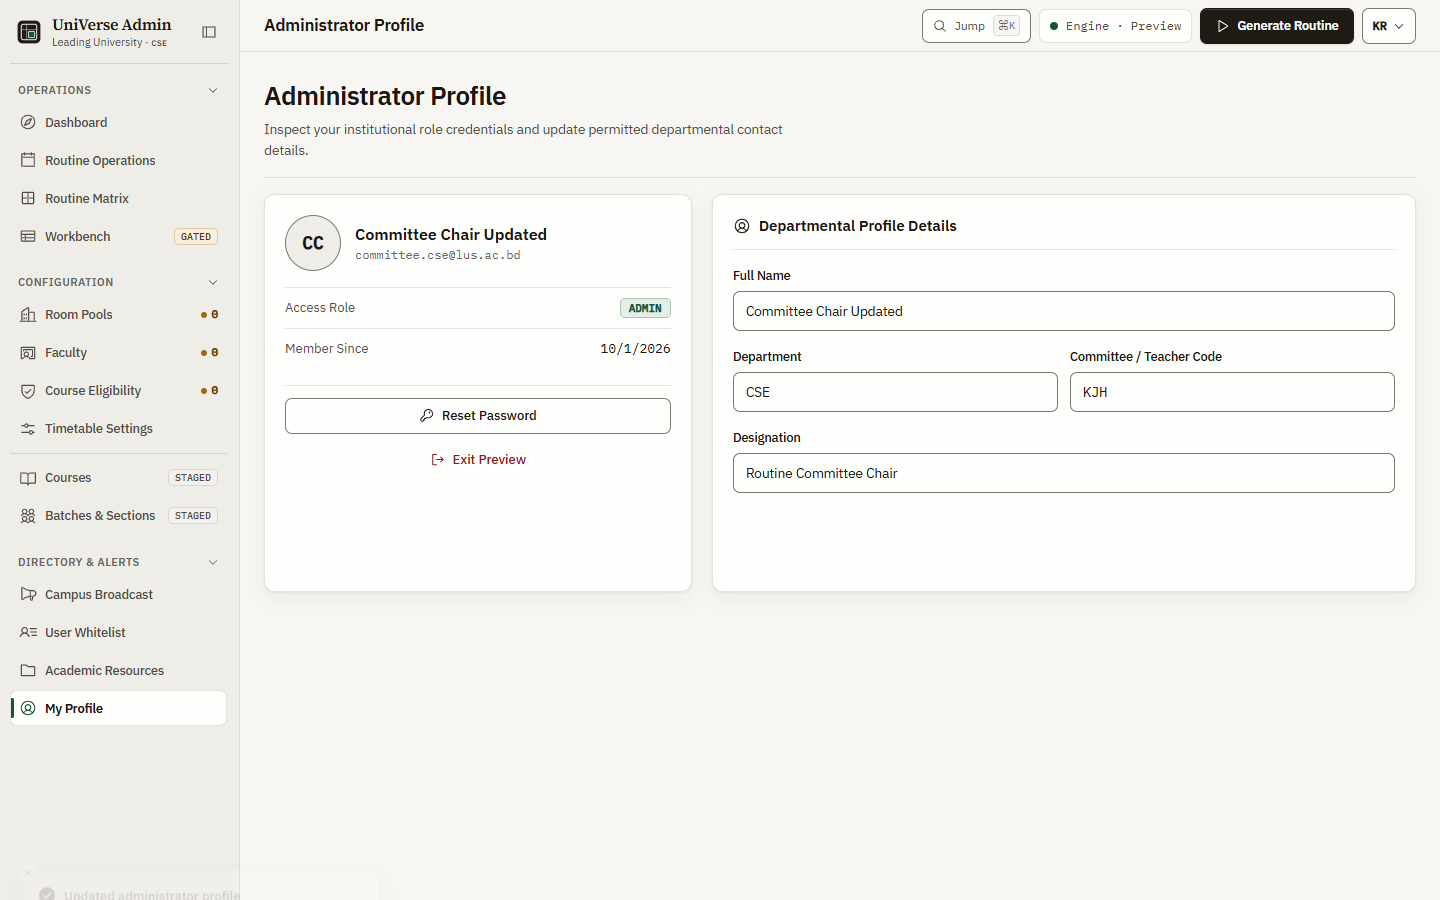 UniVerse Admin
Leading University · CSE
OPERATIONS
Dashboard
Routine Operations
Routine Matrix
Workbench GATED
CONFIGURATION
Room Pools 0
Faculty 0
Course Eligibility 0
Timetable Settings
Courses STAGED
Batches & Sections STAGED
DIRECTORY & ALERTS
Campus Broadcast
User Whitelist
Academic Resources
My Profile
Administrator Profile
Jump ⌘K
Engine · Preview
Generate Routine
KR
Administrator Profile
Inspect your institutional role credentials and update permitted departmental contact
details.
CC
Committee Chair Updated
committee.cse@lus.ac.bd
Access Role ADMIN
Member Since 10/1/2026
Reset Password
Exit Preview
Departmental Profile Details
Full Name
Committee Chair Updated
Department
CSE
Committee / Teacher Code
KJH
Designation
Routine Committee Chair
Updated administrator profile